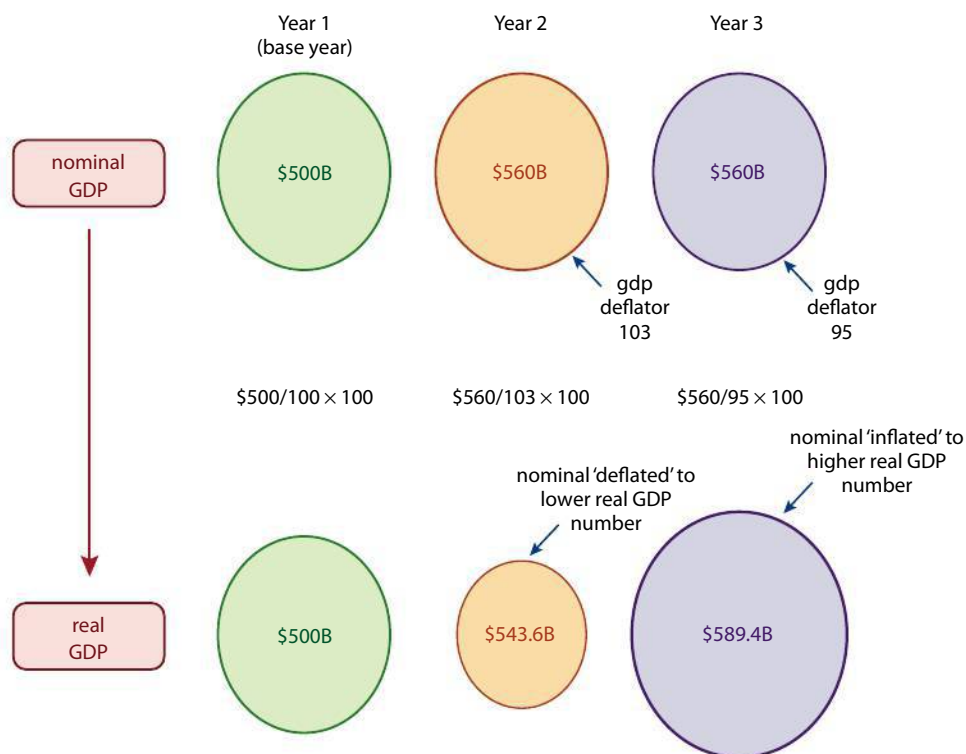 Year 1
(base year)
Year 2
Year 3
nominal
GDP
$500B
$560B
$560B
gdp
deflator
103
gdp
deflator
95
$500/100 × 100
$560/103 × 100
$560/95 × 100
nominal 'deflated' to
lower real GDP
number
nominal 'inflated' to
higher real GDP
number
real
GDP
$500B
$543.6B
$589.4B